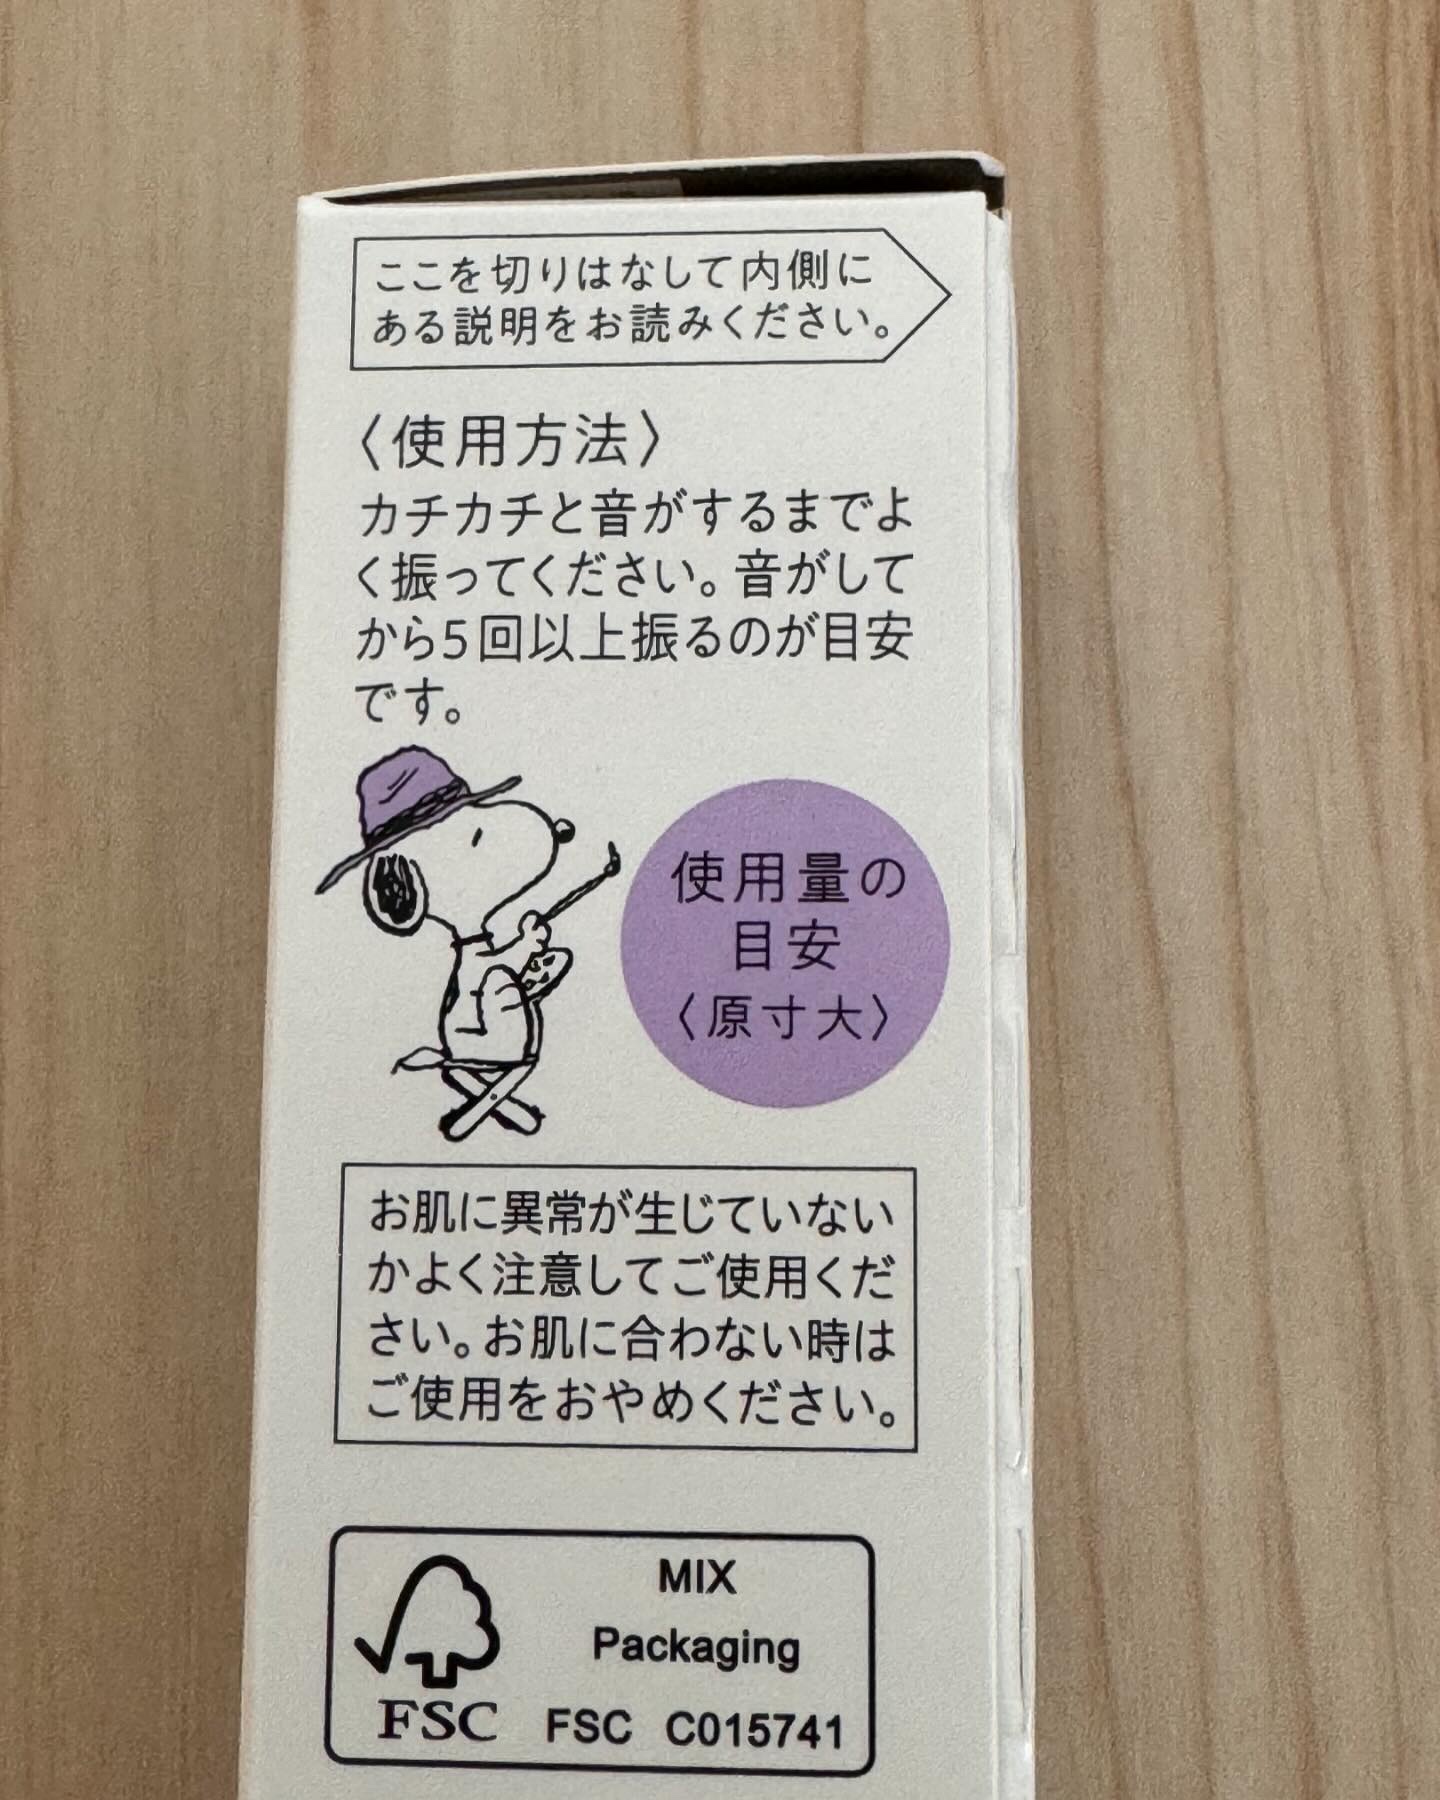 ここを切りはなして内側に
ある説明をお読みください。
〈使用方法〉
カチカチと音がするまでよ
く振ってください。音がして
から5回以上振るのが目安
です。
使用量の
目安
〈原寸大〉
お肌に異常が生じていない
かよく注意してご使用くだ
さい。お肌に合わない時は
ご使用をおやめください。
MIX
Packaging
FSC
FSC C015741